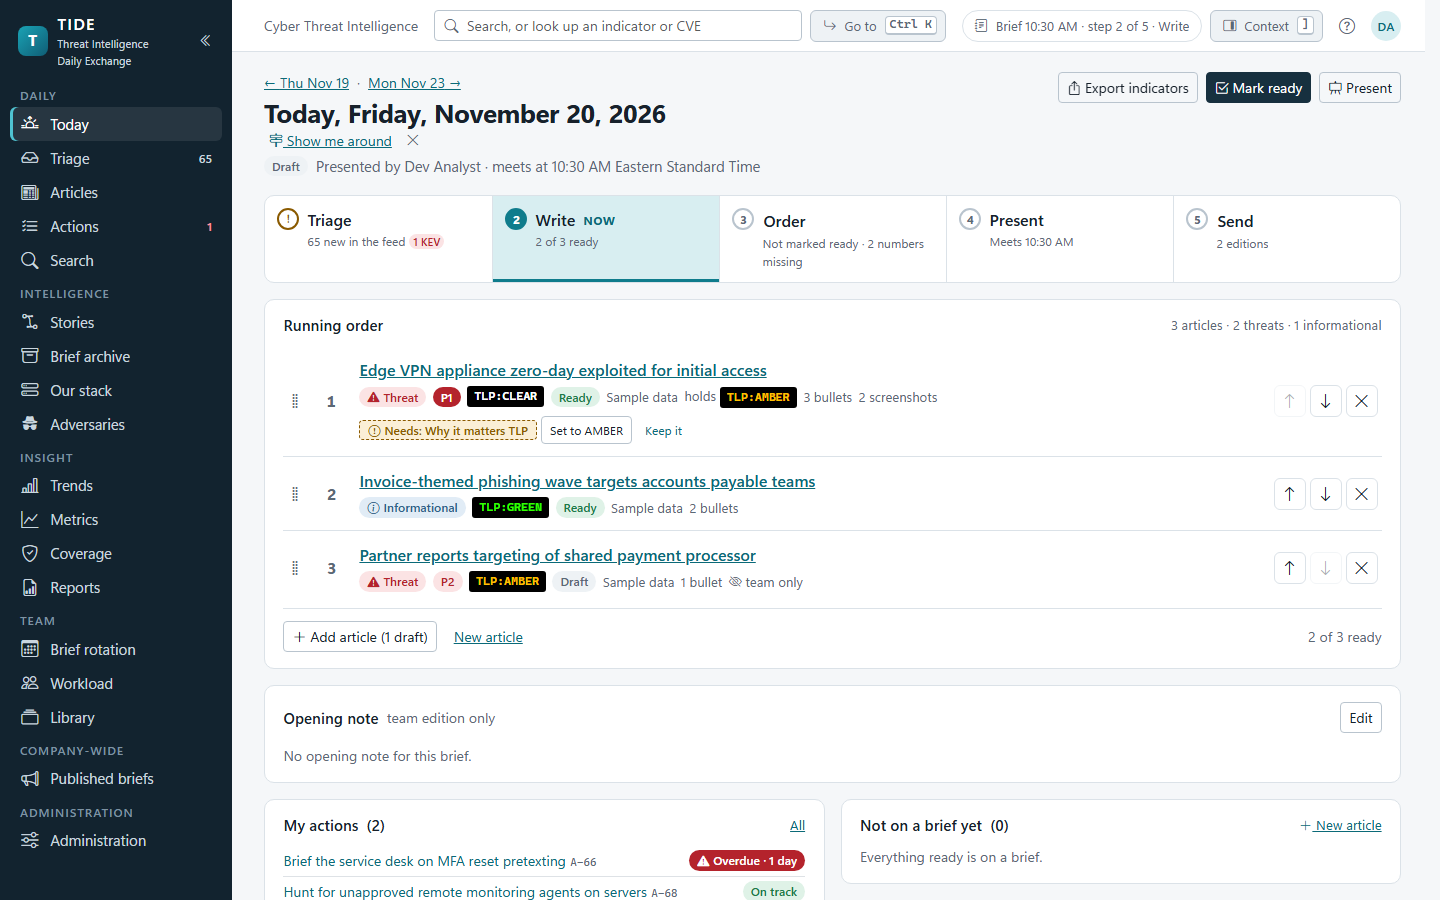 TIDE
T
Threat Intelligence
Daily Exchange
DAILY
Today
Triage 65
Articles
Actions 1
Search
INTELLIGENCE
Stories
Brief archive
Our stack
Adversaries
INSIGHT
Trends
Metrics
Coverage
Reports
TEAM
Brief rotation
Workload
Library
COMPANY-WIDE
Published briefs
ADMINISTRATION
Administration
Cyber Threat Intelligence
Search, or look up an indicator or CVE
Go to Ctrl K
Brief 10:30 AM · step 2 of 5 · Write
Context ]
?
DA
← Thu Nov 19 · Mon Nov 23 →
Export indicators
Mark ready
Present
Today, Friday, November 20, 2026
Show me around
Draft Presented by Dev Analyst · meets at 10:30 AM Eastern Standard Time
! Triage
65 new in the feed 1 KEV
2 Write NOW
2 of 3 ready
3 Order
Not marked ready · 2 numbers
missing
4 Present
Meets 10:30 AM
5 Send
2 editions
Running order 3 articles · 2 threats · 1 informational
1
Edge VPN appliance zero-day exploited for initial access
Threat P1 TLP:CLEAR Ready Sample data holds TLP:AMBER 3 bullets 2 screenshots
Needs: Why it matters TLP Set to AMBER Keep it
2
Invoice-themed phishing wave targets accounts payable teams
Informational TLP:GREEN Ready Sample data 2 bullets
3
Partner reports targeting of shared payment processor
Threat P2 TLP:AMBER Draft Sample data 1 bullet team only
+ Add article (1 draft) New article 2 of 3 ready
Opening note team edition only Edit
No opening note for this brief.
My actions (2) All
Brief the service desk on MFA reset pretexting A-66 Overdue · 1 day
Hunt for unapproved remote monitoring agents on servers A-68 On track
Not on a brief yet (0) + New article
Everything ready is on a brief.